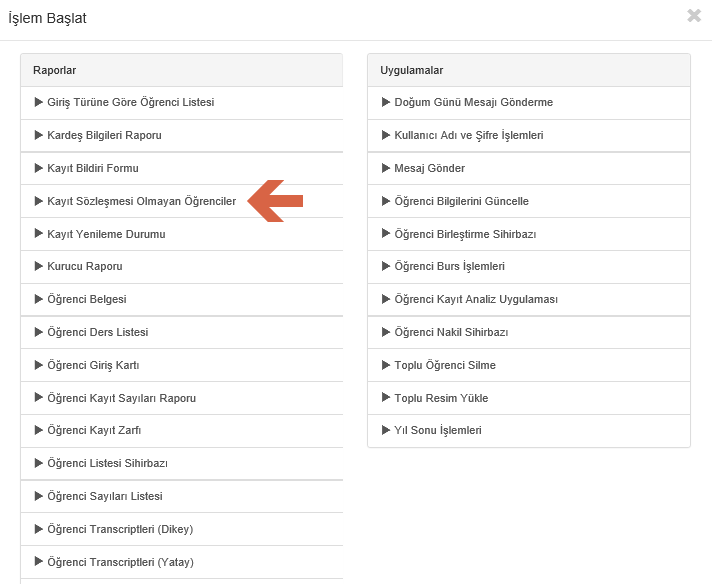 İşlem Başlat
Raporlar
Giriş Türüne Göre Öğrenci Listesi
Kardeş Bilgileri Raporu
Kayıt Bildiri Formu
Kayıt Sözleşmesi Olmayan Öğrenciler
Kayıt Yenileme Durumu
Kurucu Raporu
Öğrenci Belgesi
Öğrenci Ders Listesi
Öğrenci Giriş Kartı
Öğrenci Kayıt Sayıları Raporu
Öğrenci Kayıt Zarfı
Öğrenci Listesi Sihirbazı
Öğrenci Sayıları Listesi
Öğrenci Transcriptleri (Dikey)
Öğrenci Transcriptleri (Yatay)
Uygulamalar
Doğum Günü Mesajı Gönderme
Kullanıcı Adı ve Şifre İşlemleri
Mesaj Gönder
Öğrenci Bilgilerini Güncelle
Öğrenci Birleştirme Sihirbazı
Öğrenci Burs İşlemleri
Öğrenci Kayıt Analiz Uygulaması
Öğrenci Nakil Sihirbazı
Toplu Öğrenci Silme
Toplu Resim Yükle
Yıl Sonu İşlemleri